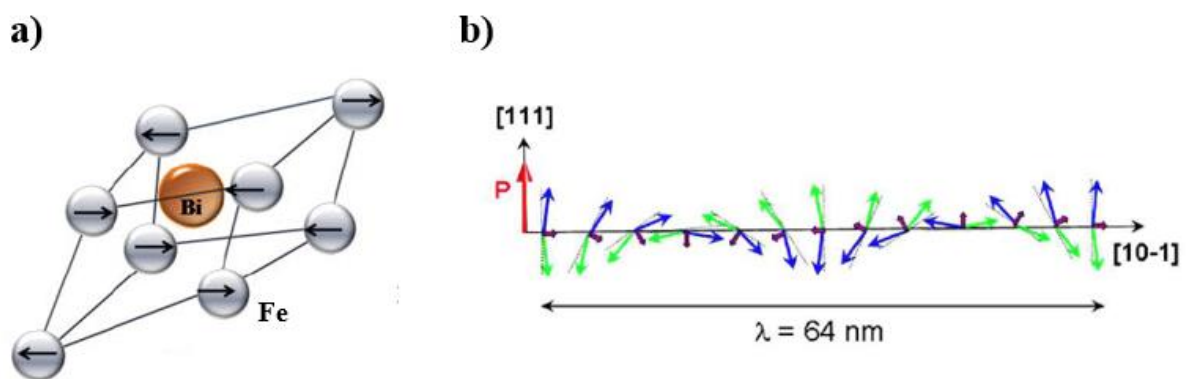 a)
Bi
Fe
b)
[111]
P
[10-1]
λ = 64 nm